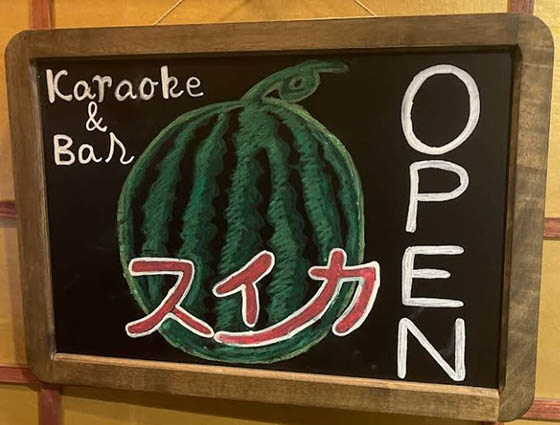 Karaoke
&
Bar
スイカ
OPEN